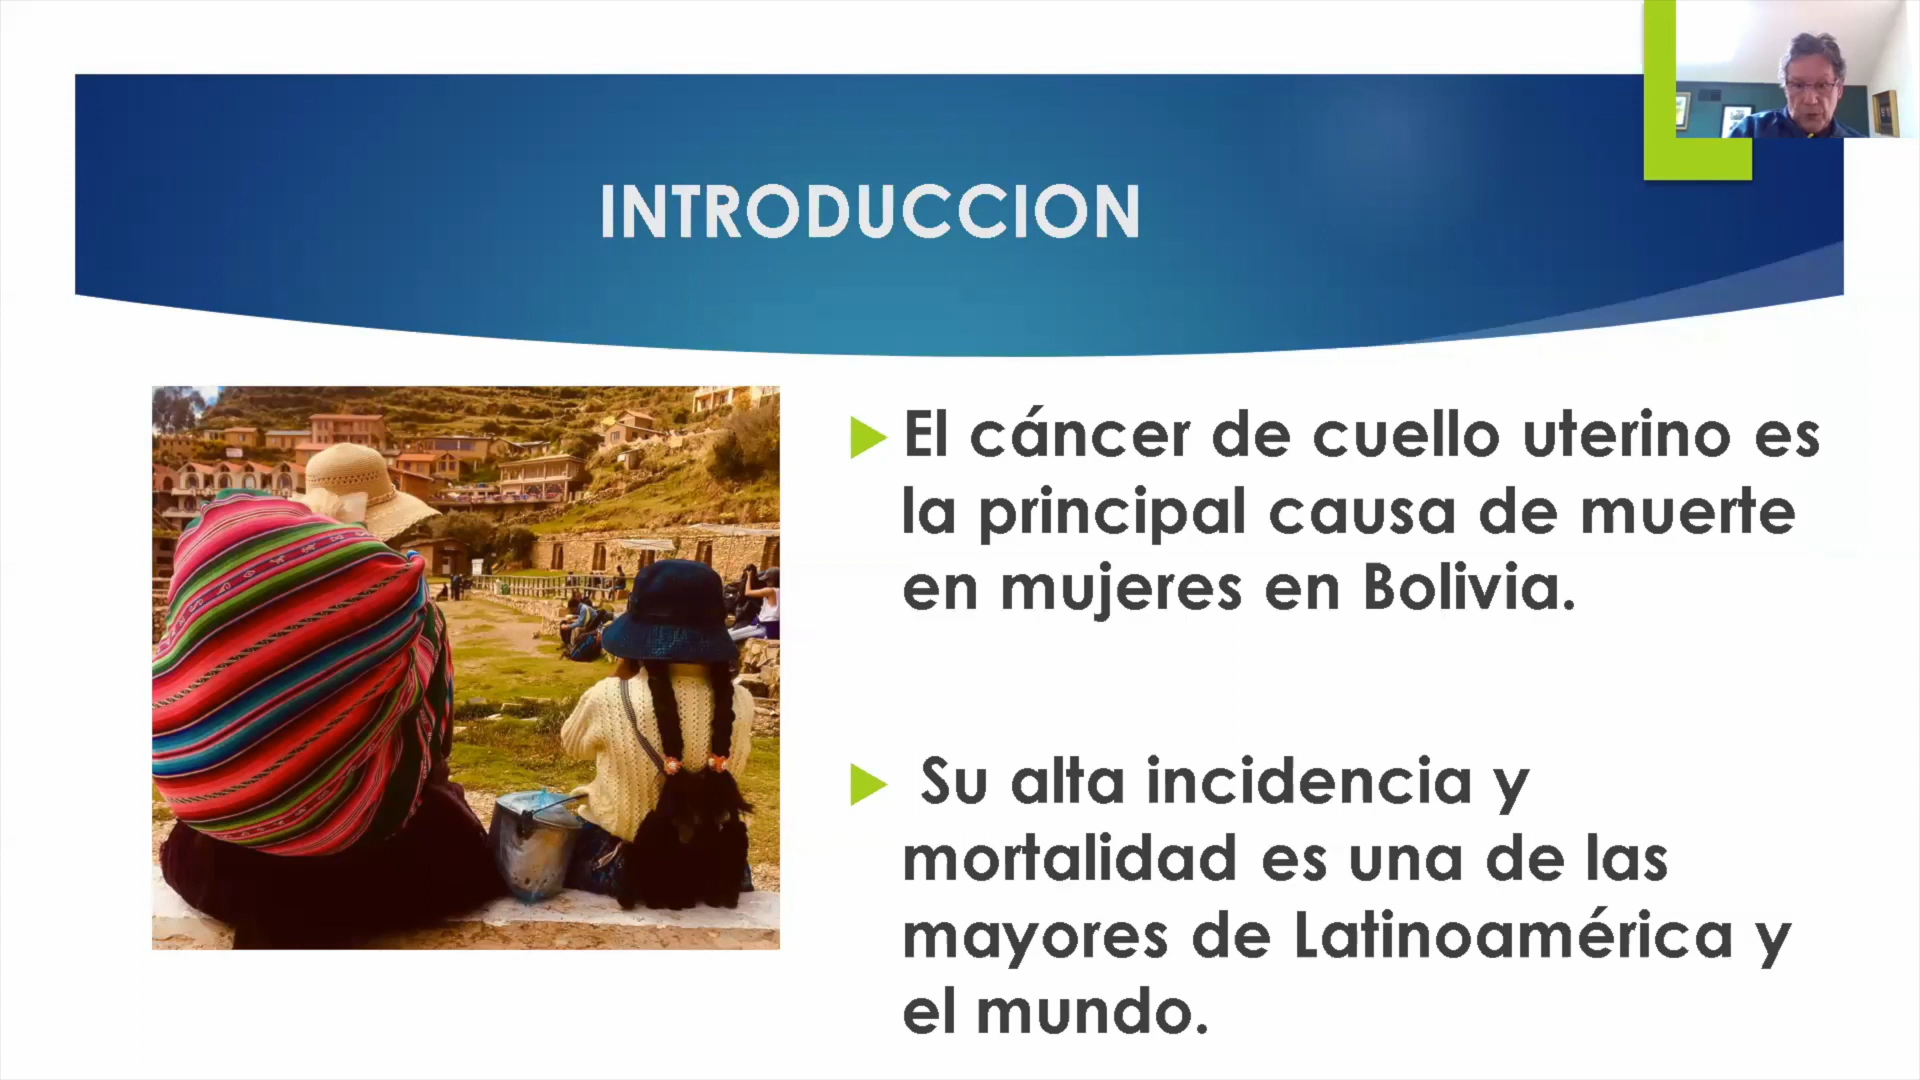 INTRODUCCION
El cáncer de cuello uterino es
la principal causa de muerte
en mujeres en Bolivia.
Su alta incidencia y
mortalidad es una de las
mayores de Latinoamérica y
el mundo.